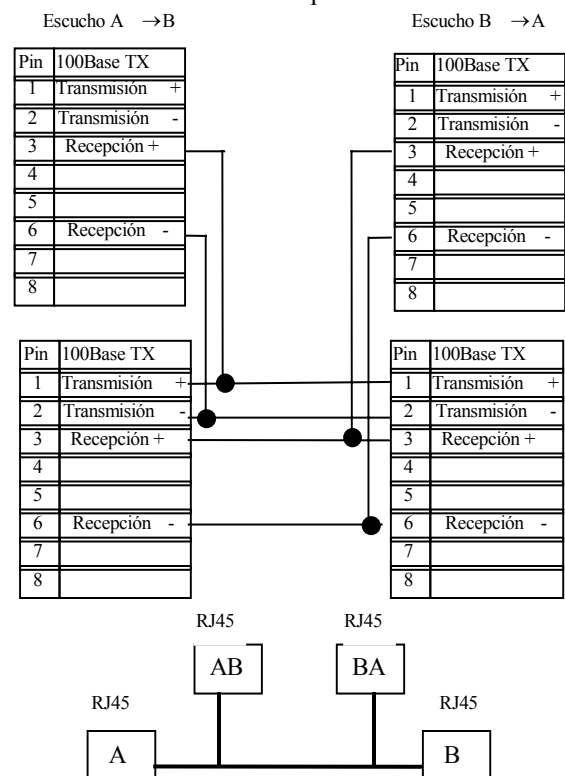 Escucho A →B
Pin 100Base TX
1 Transmisión +
2 Transmisión -
3 Recepción +
4
5
6 Recepción -
7
8
Escucho B →A
Pin 100Base TX
1 Transmisión +
2 Transmisión -
3 Recepción +
4
5
6 Recepción -
7
8
Pin 100Base TX
1 Transmisión +
2 Transmisión -
3 Recepción +
4
5
6 Recepción -
7
8
Pin 100Base TX
1 Transmisión +
2 Transmisión -
3 Recepción +
4
5
6 Recepción -
7
8
RJ45 RJ45
AB BA
RJ45 RJ45
A B